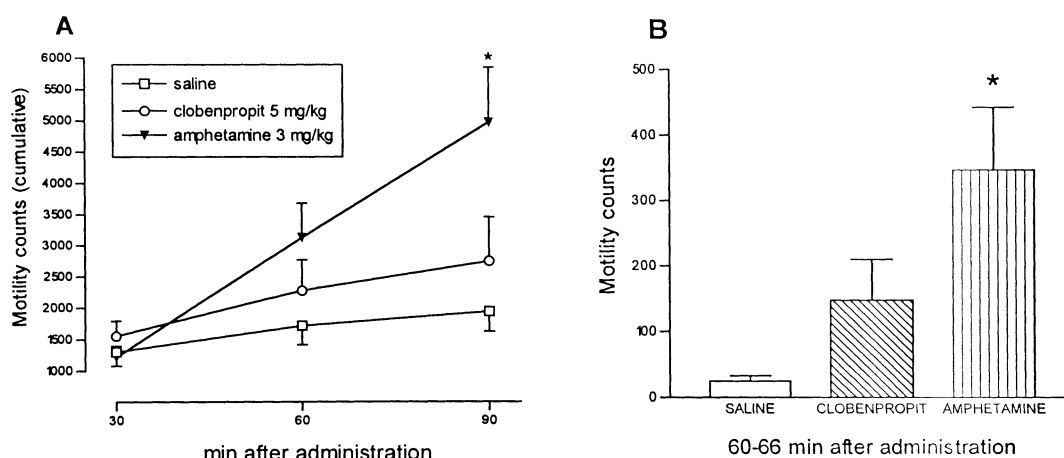 A
Motility counts (cumulative)
6000
5500
5000
4500
4000
3500
3000
2500
2000
1500
1000
saline
clobenpropit 5 mg/kg
amphetamine 3 mg/kg
*
30 60 90
min after administration
B
Motility counts
500
400
300
200
100
0
*
SALINE CLOBENPROPIT AMPHETAMINE
60-66 min after administration